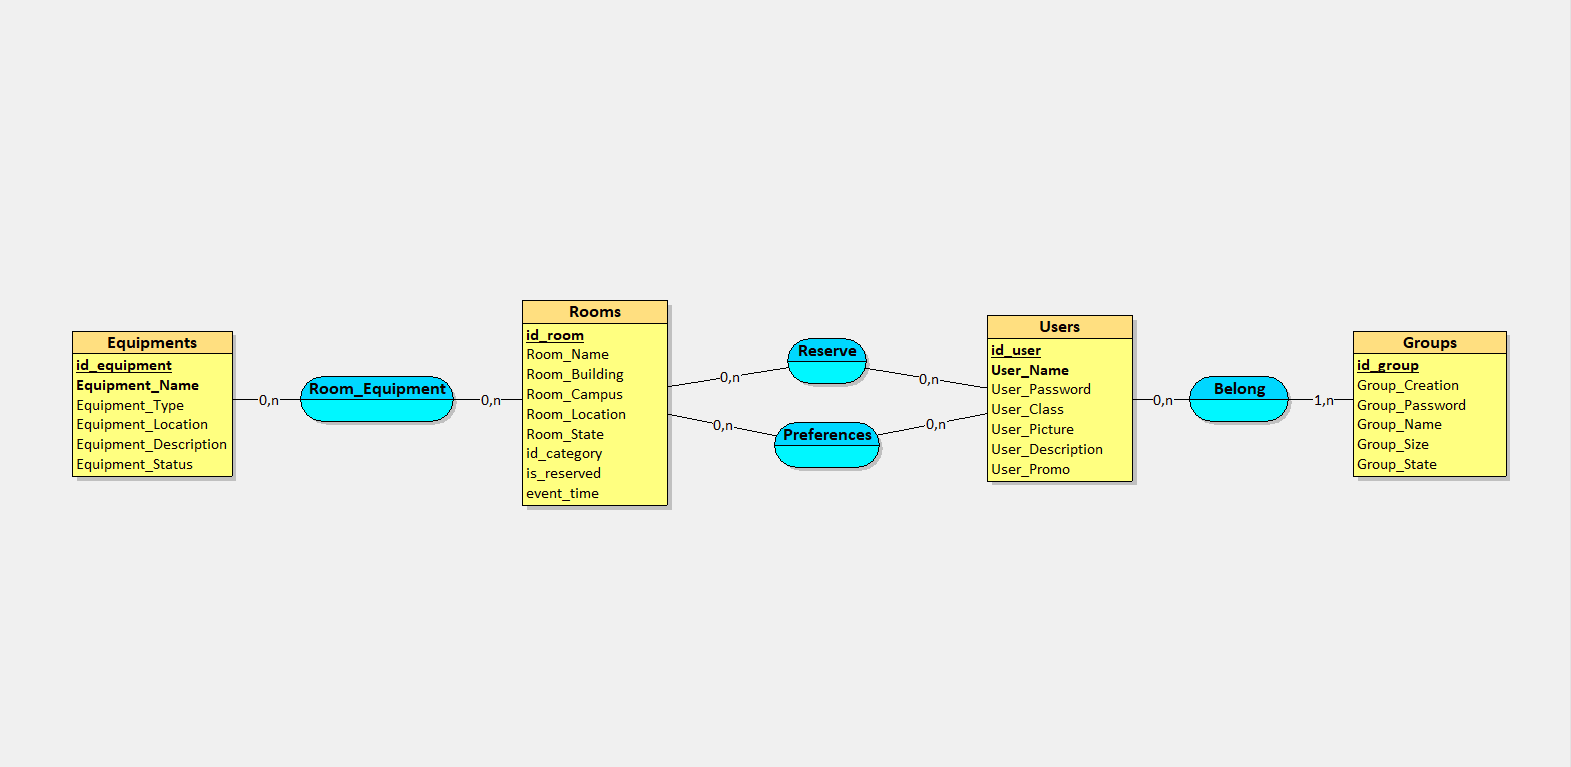 Equipments
id_equipment
Equipment_Name
Equipment_Type
Equipment_Location
Equipment_Description
Equipment_Status
0,n
Room_Equipment
0,n
Rooms
id_room
Room_Name
Room_Building
Room_Campus
Room_Location
Room_State
id_category
is_reserved
event_time
0,n
Reserve
0,n
0,n
Preferences
0,n
Users
id_user
User_Name
User_Password
User_Class
User_Picture
User_Description
User_Promo
0,n
Belong
1,n
Groups
id_group
Group_Creation
Group_Password
Group_Name
Group_Size
Group_State